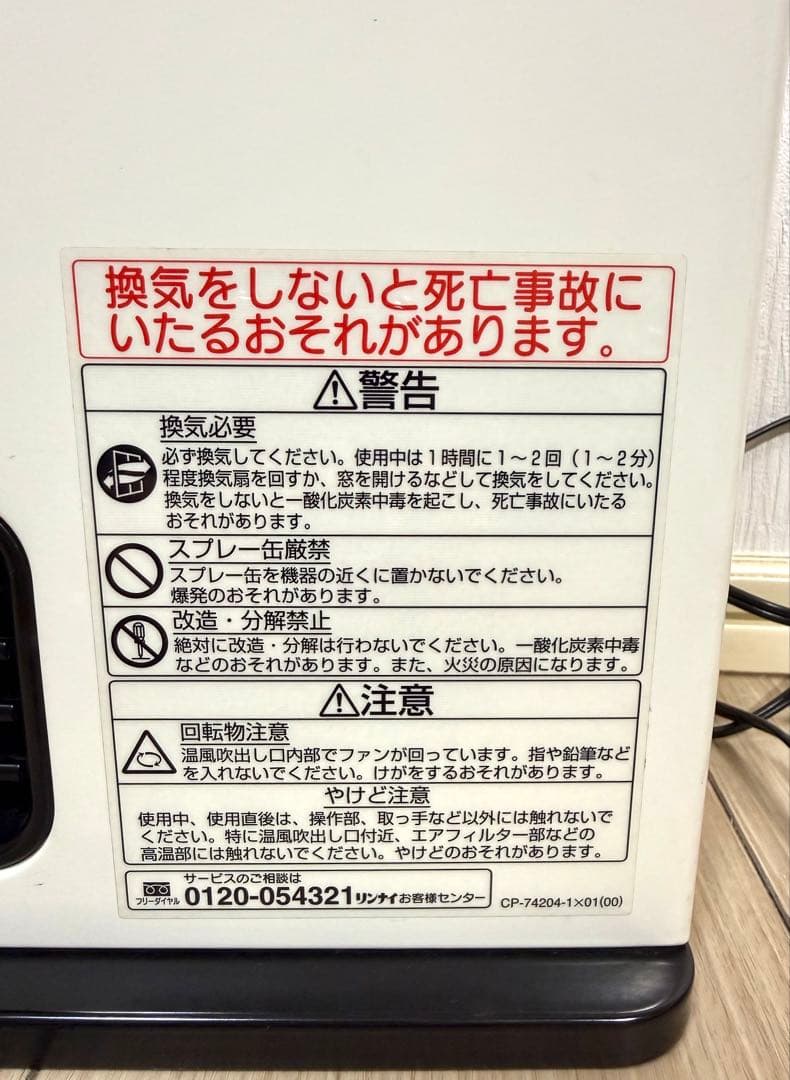 換気をしないと死亡事故に
いたるおそれがあります。
⚠警告
換気必要
必ず換気してください。使用中は1時間に1～2回（1～2分）
程度換気扇を回すか、窓を開けるなどして換気をしてください。
換気をしないと一酸化炭素中毒を起こし、死亡事故にいたる
おそれがあります。
スプレー缶厳禁
スプレー缶を機器の近くに置かないでください。
爆発のおそれがあります。
改造・分解禁止
絶対に改造・分解は行わないでください。一酸化炭素中毒
などのおそれがあります。また、火災の原因になります。
⚠注意
回転物注意
温風吹出し口内部でファンが回っています。指や鉛筆など
を入れないでください。けがをするおそれがあります。
やけど注意
使用中、使用直後は、操作部、取っ手など以外には触れないで
ください。特に温風吹出し口付近、エアフィルター部などの
高温部には触れないでください。やけどのおそれがあります。
サービスのご相談は
フリーダイヤル 0120-054321 リンナイお客様センター
CP-74204-1×01(00)